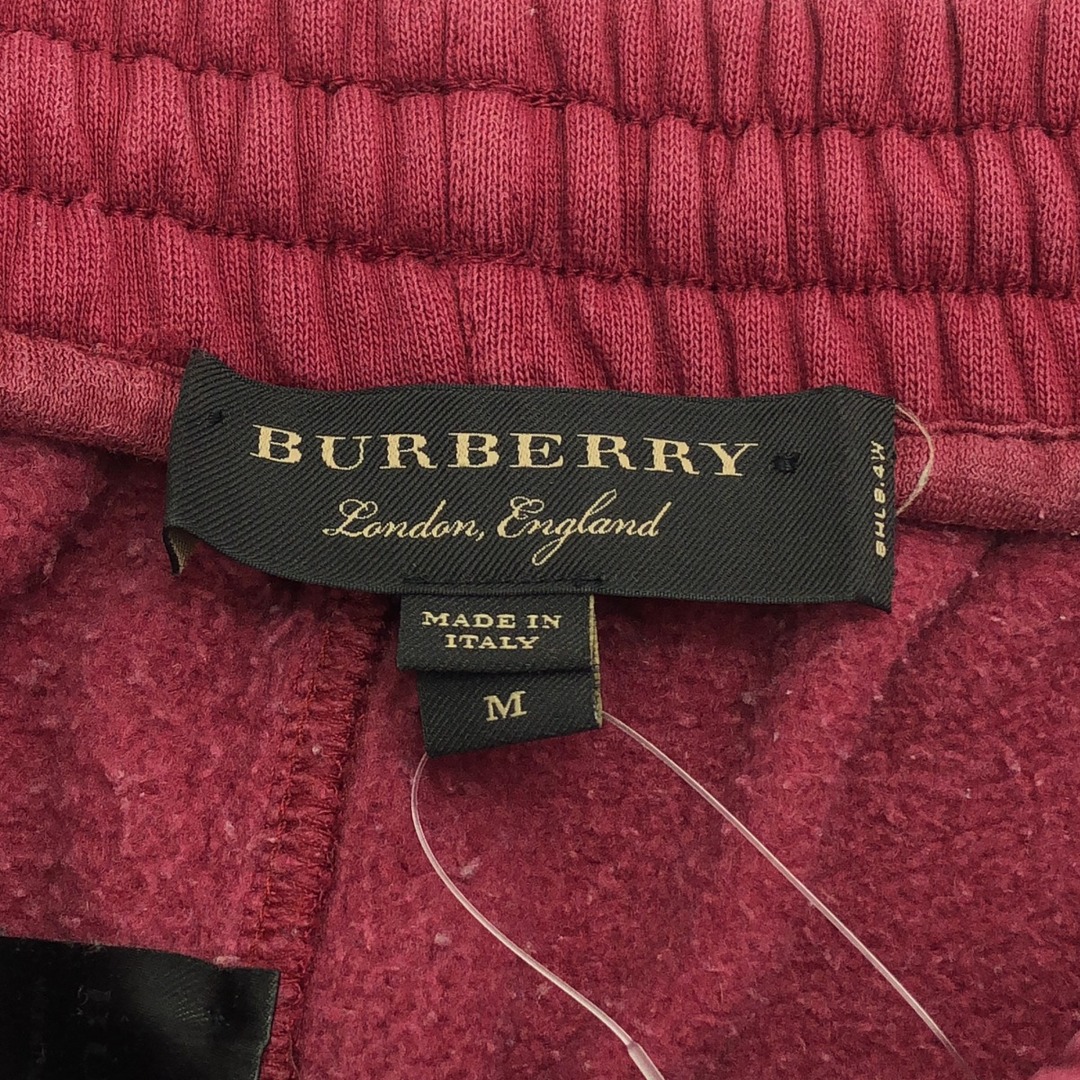 BURBERRY
London, England
MADE IN
ITALY
M